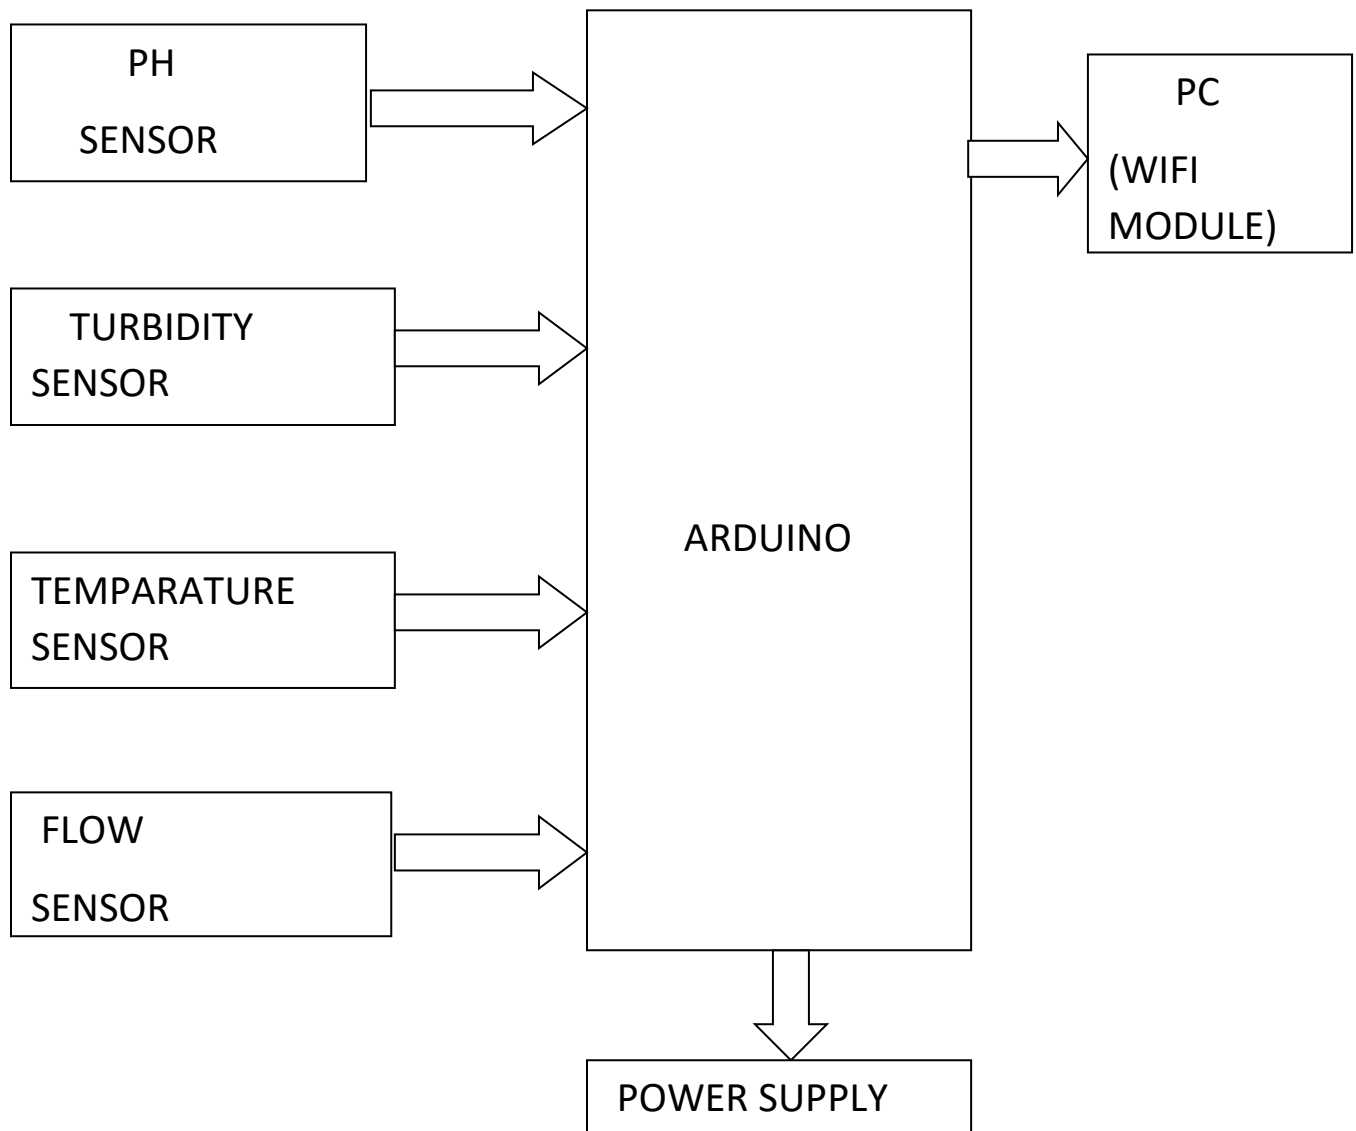 PH
SENSOR
PC
(WIFI
MODULE)
TURBIDITY
SENSOR
ARDUINO
TEMPARATURE
SENSOR
FLOW
SENSOR
POWER SUPPLY